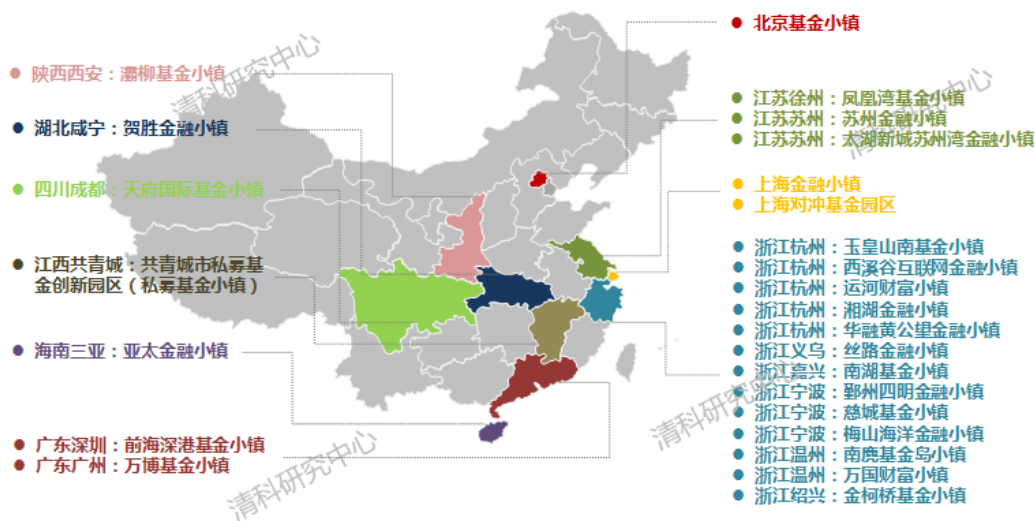 陕西西安：灞柳基金小镇
湖北咸宁：贺胜金融小镇
四川成都：天府国际基金小镇
江西共青城：共青城市私募基
金创新园区（私募基金小镇）
海南三亚：亚太金融小镇
广东深圳：前海深港基金小镇
广东广州：万博基金小镇
北京基金小镇
江苏徐州：凤凰湾基金小镇
江苏苏州：苏州金融小镇
江苏苏州：太湖新城苏州湾金融小镇
上海金融小镇
上海对冲基金园区
浙江杭州：玉皇山南基金小镇
浙江杭州：西溪谷互联网金融小镇
浙江杭州：运河财富小镇
浙江杭州：湘湖金融小镇
浙江杭州：华融黄公望金融小镇
浙江义乌：丝路金融小镇
浙江嘉兴：南湖基金小镇
浙江宁波：鄞州四明金融小镇
浙江宁波：慈城基金小镇
浙江宁波：梅山海洋金融小镇
浙江温州：南麂基金岛小镇
浙江温州：万国财富小镇
浙江绍兴：金柯桥基金小镇
清科研究中心
清科研究中心
清科研究中心
清科研究中心